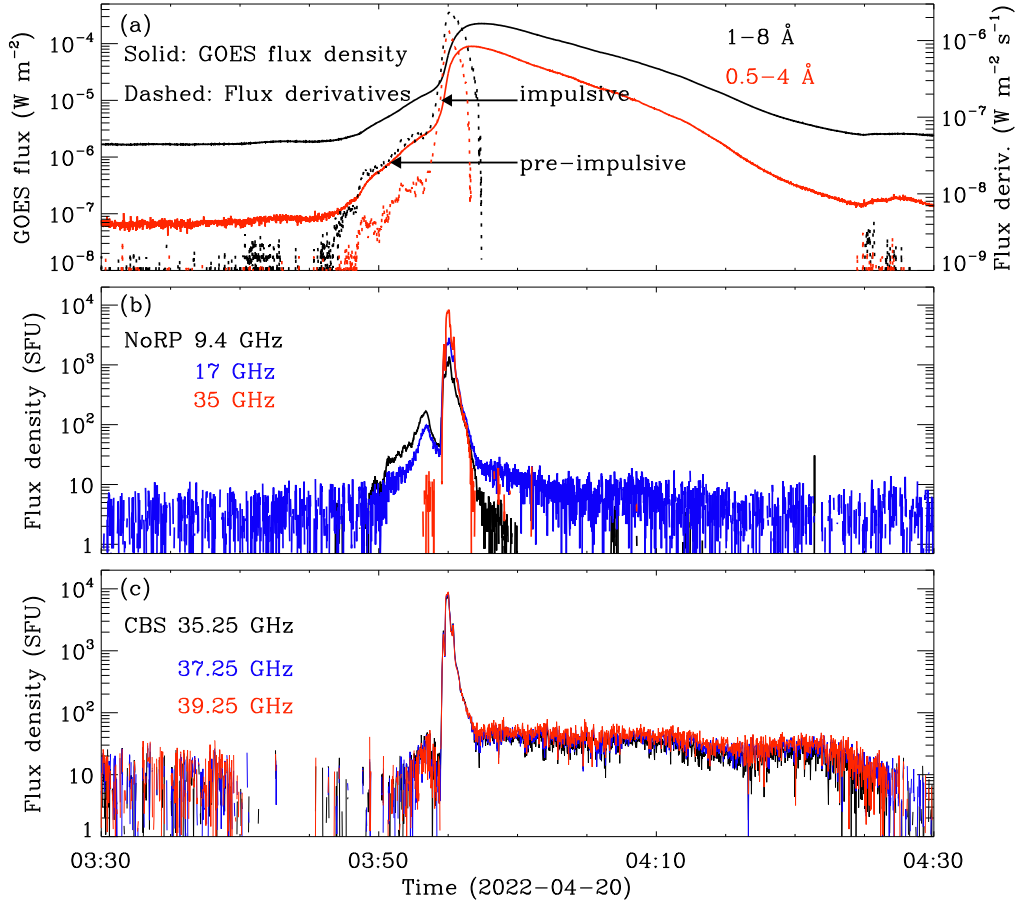 (a)
Solid: GOES flux density
Dashed: Flux derivatives
1−8 Å
0.5−4 Å
impulsive
pre−impulsive
GOES flux (W m⁻²)
10⁻⁴
10⁻⁵
10⁻⁶
10⁻⁷
10⁻⁸
Flux deriv. (W m⁻² s⁻¹)
10⁻⁶
10⁻⁷
10⁻⁸
10⁻⁹
(b)
NoRP 9.4 GHz
17 GHz
35 GHz
Flux density (SFU)
10⁴
10³
10²
10
1
(c)
CBS 35.25 GHz
37.25 GHz
39.25 GHz
Flux density (SFU)
10⁴
10³
10²
10
1
03:30 03:50 04:10 04:30
Time (2022−04−20)